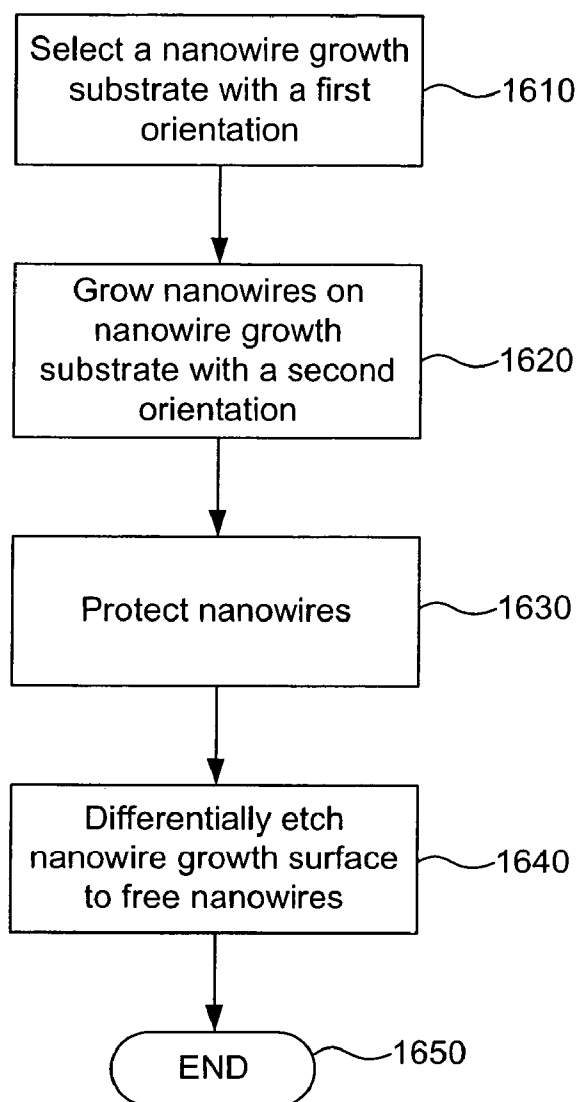 Select a nanowire growth
substrate with a first
orientation
1610
Grow nanowires on
nanowire growth
substrate with a second
orientation
1620
Protect nanowires
1630
Differentially etch
nanowire growth surface
to free nanowires
1640
END
1650